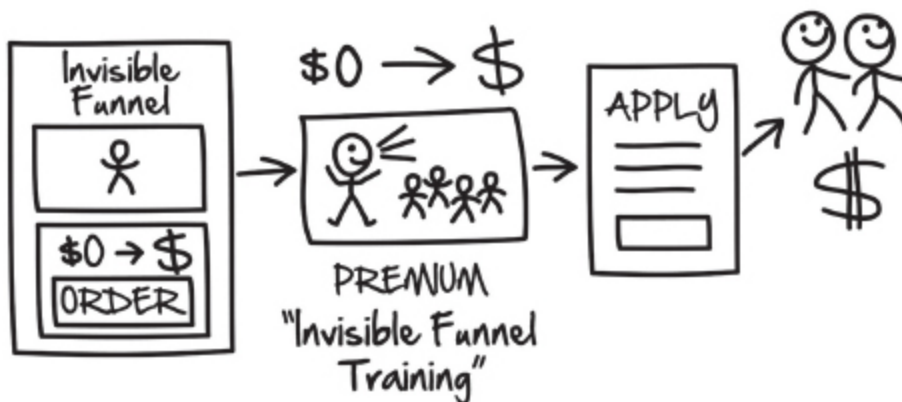 Invisible
Funnel
$0 → $
ORDER
$0 → $
PREMIUM
"Invisible Funnel
Training"
APPLY
$